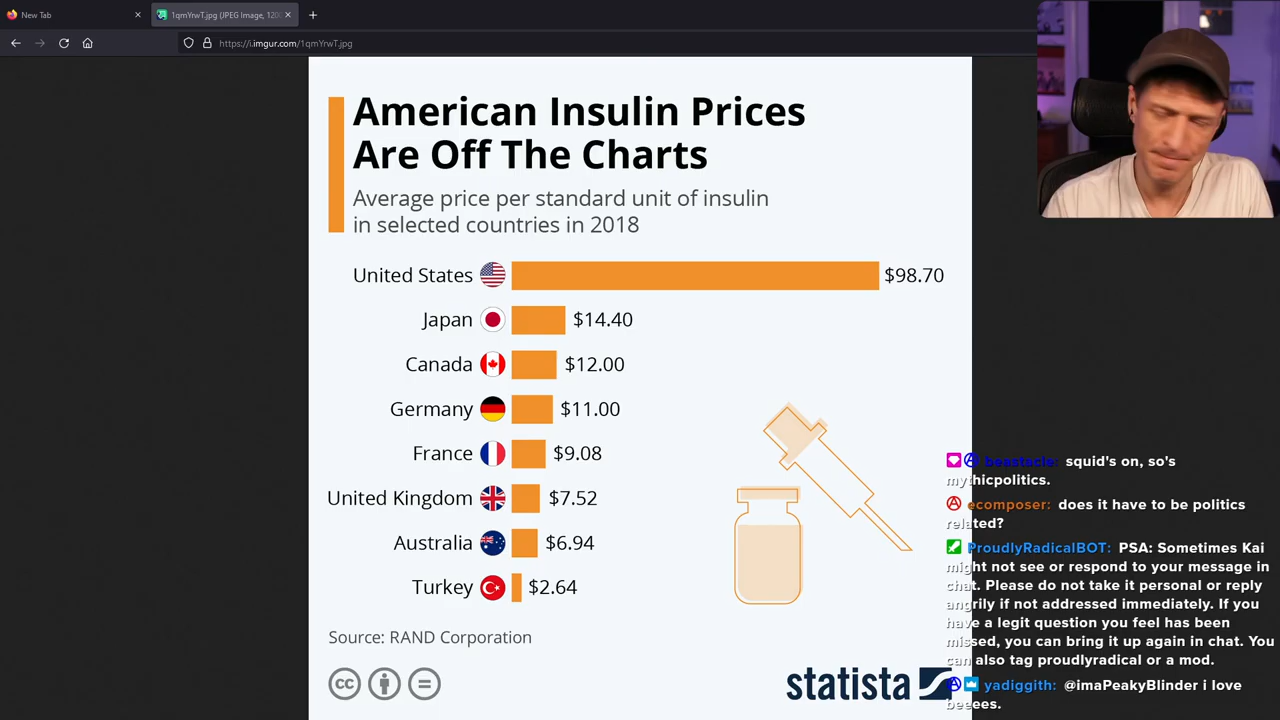 New Tab
1qmYrwT.jpg (JPEG Image, 120
https://i.imgur.com/1qmYrwT.jpg
American Insulin Prices
Are Off The Charts
Average price per standard unit of insulin
in selected countries in 2018
United States $98.70
Japan $14.40
Canada $12.00
Germany $11.00
France $9.08
United Kingdom $7.52
Australia $6.94
Turkey $2.64
Source: RAND Corporation
cc
statista
beastacle: squid's on, so's
mythicpolitics.
ecomposer: does it have to be politics
related?
ProudlyRadicalBOT: PSA: Sometimes Kai
might not see or respond to your message in
chat. Please do not take it personal or reply
angrily if not addressed immediately. If you
have a legit question you feel has been
missed, you can bring it up again in chat. You
can also tag proudlyradical or a mod.
yadiggith: @imaPeakyBlinder i love
beeees.